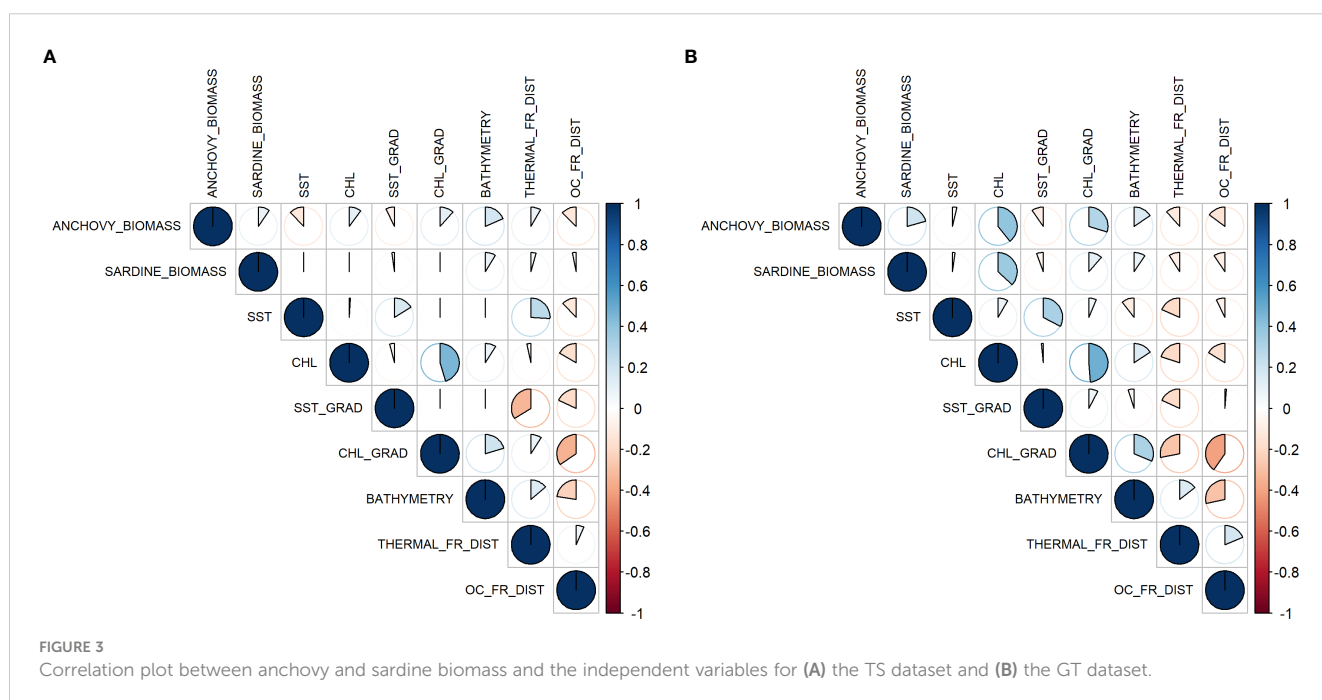 A
ANCHOVY_BIOMASS
SARDINE_BIOMASS
SST
CHL
SST_GRAD
CHL_GRAD
BATHYMETRY
THERMAL_FR_DIST
OC_FR_DIST
ANCHOVY_BIOMASS
SARDINE_BIOMASS
SST
CHL
SST_GRAD
CHL_GRAD
BATHYMETRY
THERMAL_FR_DIST
OC_FR_DIST
1
0.8
0.6
0.4
0.2
0
-0.2
-0.4
-0.6
-0.8
-1
B
ANCHOVY_BIOMASS
SARDINE_BIOMASS
SST
CHL
SST_GRAD
CHL_GRAD
BATHYMETRY
THERMAL_FR_DIST
OC_FR_DIST
ANCHOVY_BIOMASS
SARDINE_BIOMASS
SST
CHL
SST_GRAD
CHL_GRAD
BATHYMETRY
THERMAL_FR_DIST
OC_FR_DIST
1
0.8
0.6
0.4
0.2
0
-0.2
-0.4
-0.6
-0.8
-1
FIGURE 3
Correlation plot between anchovy and sardine biomass and the independent variables for (A) the TS dataset and (B) the GT dataset.